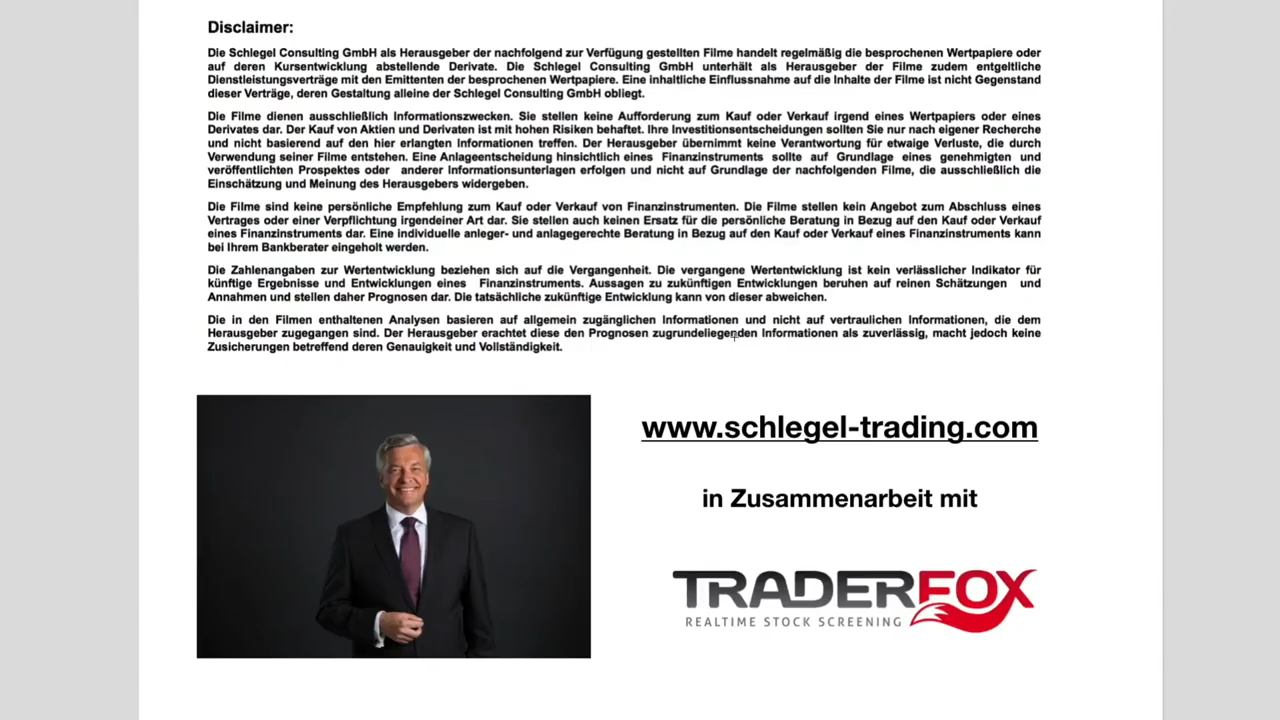 Disclaimer:
Die Schlegel Consulting GmbH als Herausgeber der nachfolgend zur Verfügung gestellten Filme handelt regelmäßig die besprochenen Wertpapiere oder
auf deren Kursentwicklung abstellende Derivate. Die Schlegel Consulting GmbH unterhält als Herausgeber der Filme zudem entgeltliche
Dienstleistungsverträge mit den Emittenten der besprochenen Wertpapiere. Eine inhaltliche Einflussnahme auf die Inhalte der Filme ist nicht Gegenstand
dieser Verträge, deren Gestaltung alleine der Schlegel Consulting GmbH obliegt.
Die Filme dienen ausschließlich Informationszwecken. Sie stellen keine Aufforderung zum Kauf oder Verkauf irgend eines Wertpapiers oder eines
Derivates dar. Der Kauf von Aktien und Derivaten ist mit hohen Risiken behaftet. Ihre Investitionsentscheidungen sollten Sie nur nach eigener Recherche
und nicht basierend auf den hier erlangten Informationen treffen. Der Herausgeber übernimmt keine Verantwortung für etwaige Verluste, die durch
Verwendung seiner Filme entstehen. Eine Anlageentscheidung hinsichtlich eines Finanzinstruments sollte auf Grundlage eines genehmigten und
veröffentlichten Prospektes oder anderer Informationsunterlagen erfolgen und nicht auf Grundlage der nachfolgenden Filme, die ausschließlich die
Einschätzung und Meinung des Herausgebers widergeben.
Die Filme sind keine persönliche Empfehlung zum Kauf oder Verkauf von Finanzinstrumenten. Die Filme stellen kein Angebot zum Abschluss eines
Vertrages oder einer Verpflichtung irgendeiner Art dar. Sie stellen auch keinen Ersatz für die persönliche Beratung in Bezug auf den Kauf oder Verkauf
eines Finanzinstruments dar. Eine individuelle anleger- und anlagegerechte Beratung in Bezug auf den Kauf oder Verkauf eines Finanzinstruments kann
bei Ihrem Bankberater eingeholt werden.
Die Zahlenangaben zur Wertentwicklung beziehen sich auf die Vergangenheit. Die vergangene Wertentwicklung ist kein verlässlicher Indikator für
künftige Ergebnisse und Entwicklungen eines Finanzinstruments. Aussagen zu zukünftigen Entwicklungen beruhen auf reinen Schätzungen und
Annahmen und stellen daher Prognosen dar. Die tatsächliche zukünftige Entwicklung kann von dieser abweichen.
Die in den Filmen enthaltenen Analysen basieren auf allgemein zugänglichen Informationen und nicht auf vertraulichen Informationen, die dem
Herausgeber zugegangen sind. Der Herausgeber erachtet diese den Prognosen zugrundeliegenden Informationen als zuverlässig, macht jedoch keine
Zusicherungen betreffend deren Genauigkeit und Vollständigkeit.
www.schlegel-trading.com
in Zusammenarbeit mit
TRADERFOX
REALTIME STOCK SCREENING